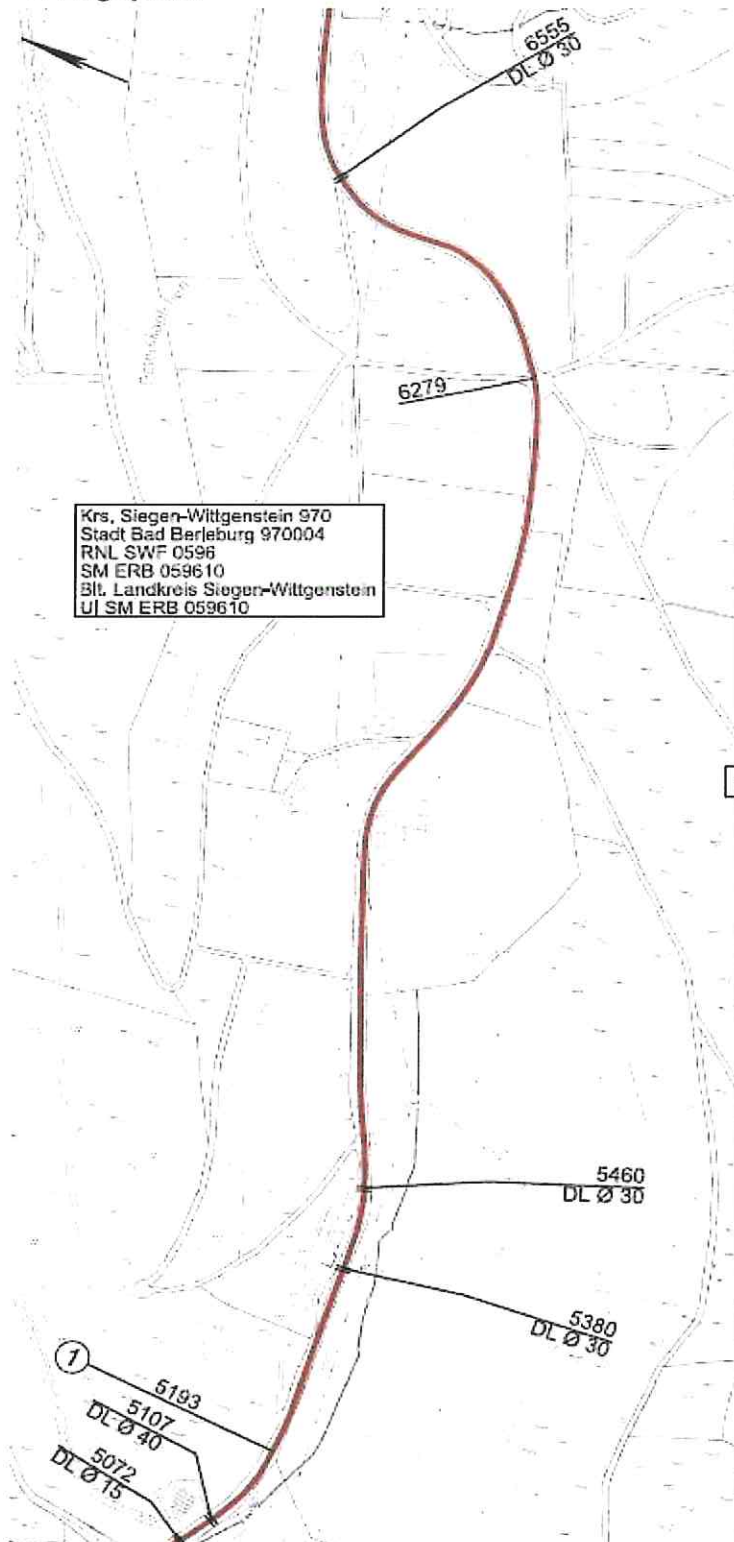 6555
DL Ø 30
6279
Krs. Siegen-Wittgenstein 970
Stadt Bad Berleburg 970004
RNL SWF 0596
SM ERB 059610
Blt. Landkreis Siegen-Wittgenstein
UI SM ERB 059610
5460
DL Ø 30
5380
DL Ø 30
1
5193
5107
DL Ø 40
5072
DL Ø 15